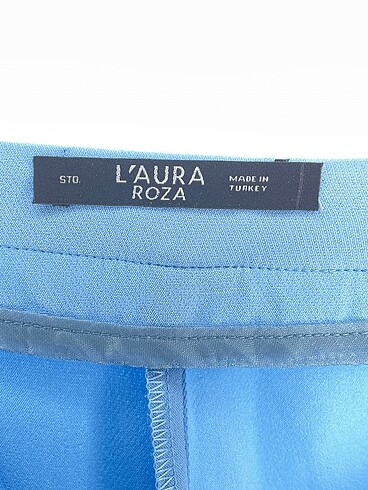 STD.
L'AURA
ROZA
MADE IN
TURKEY